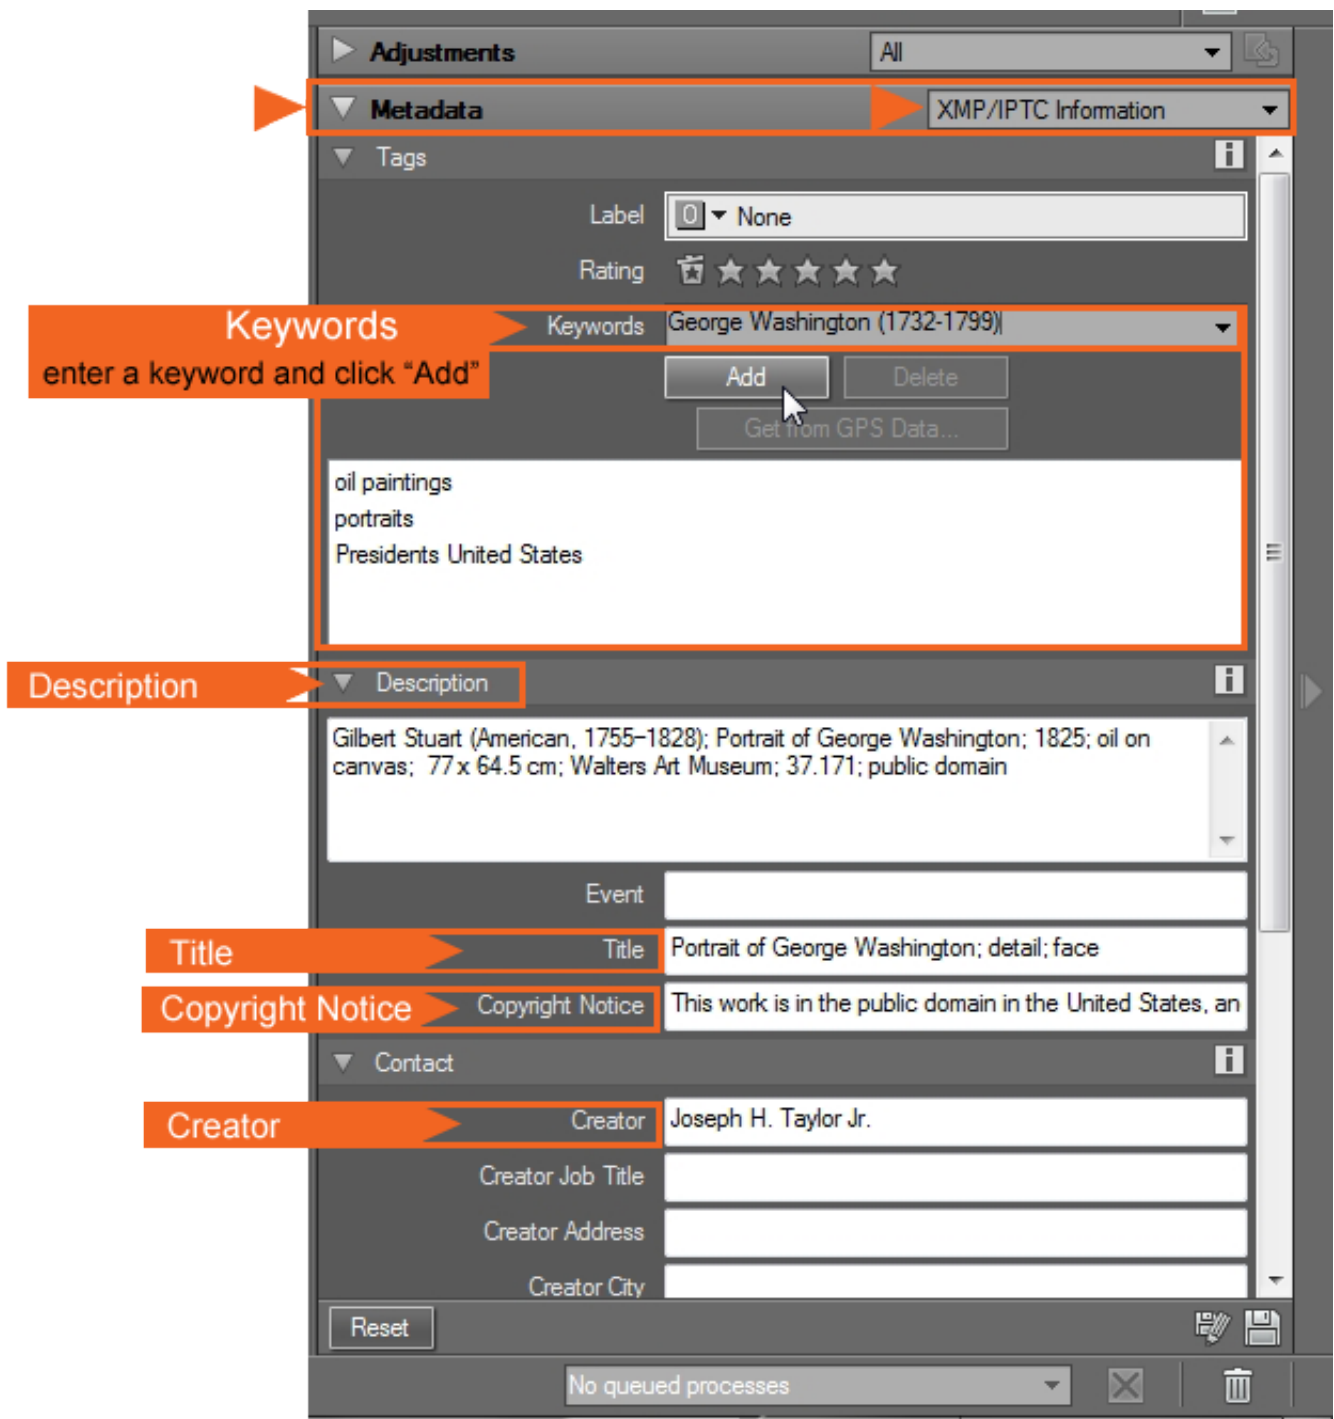 Adjustments All
Metadata XMP/IPTC Information
Tags
Label 0 None
Rating
Keywords Keywords George Washington (1732-1799)
enter a keyword and click “Add”
Add Delete
Get from GPS Data...
oil paintings
portraits
Presidents United States
Description Description
Gilbert Stuart (American, 1755-1828); Portrait of George Washington; 1825; oil on
canvas; 77 x 64.5 cm; Walters Art Museum; 37.171; public domain
Event
Title Title Portrait of George Washington; detail; face
Copyright Notice Copyright Notice This work is in the public domain in the United States, an
Contact
Creator Creator Joseph H. Taylor Jr.
Creator Job Title
Creator Address
Creator City
Reset
No queued processes